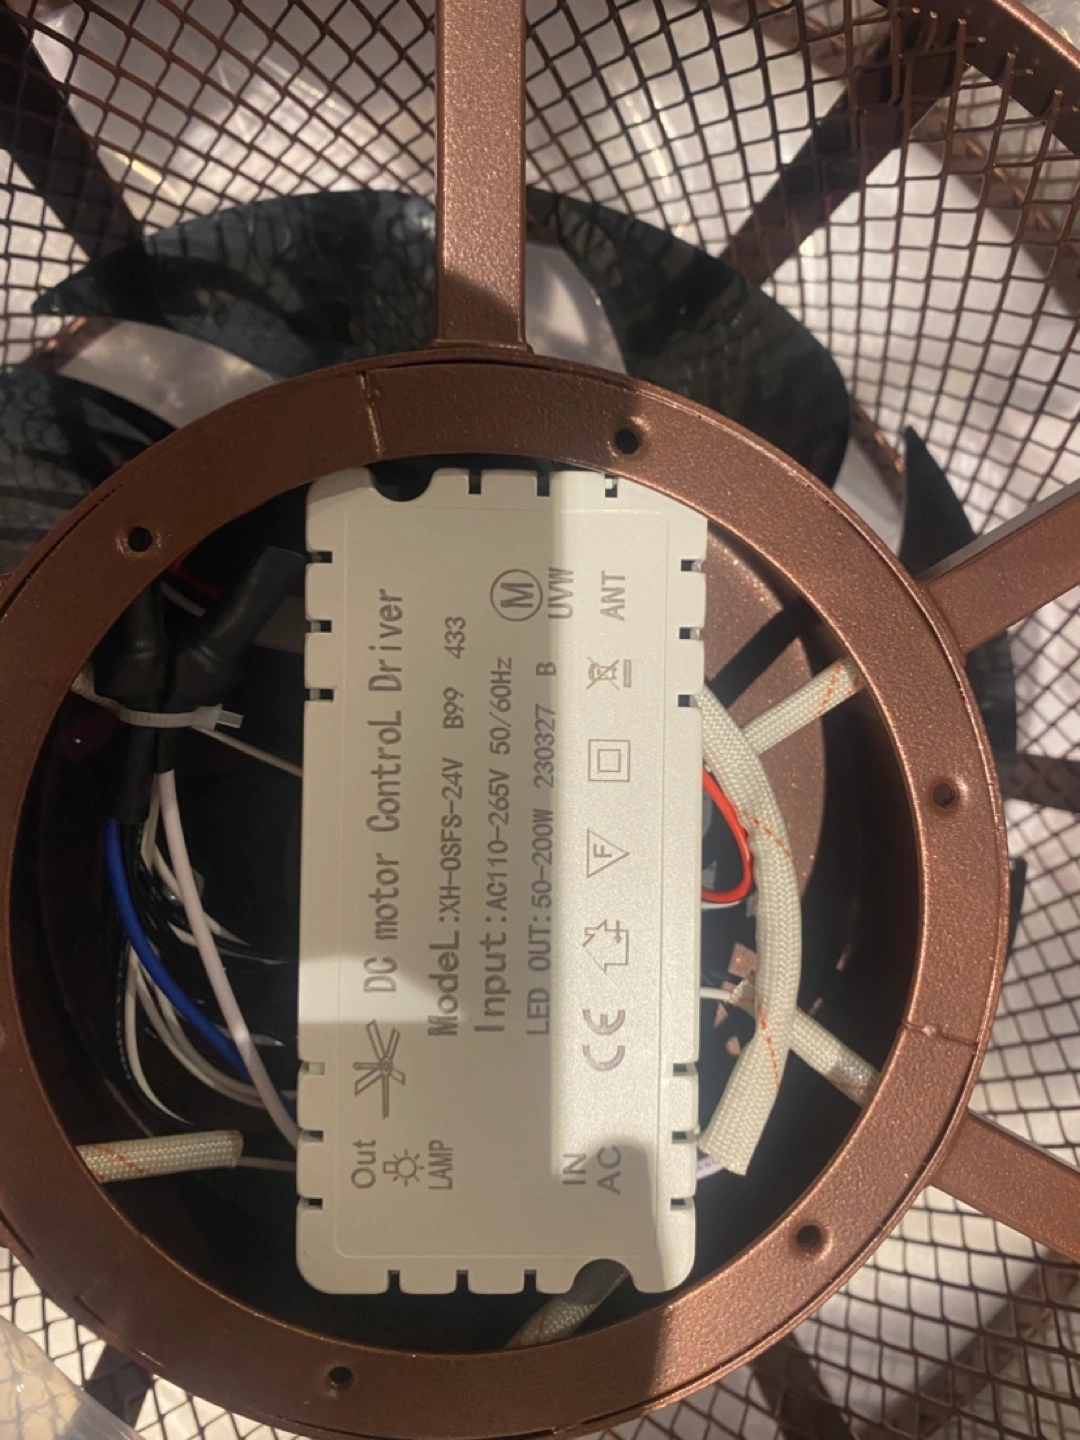 DC motor ControL Driver
ModeL:XH-0SFS-24V B99 433
Input:AC110-265V 50/60Hz
LED OUT:50-200W 230327 B
M
UVW
ANT
F
CE
Out
LAMP
IN
AC